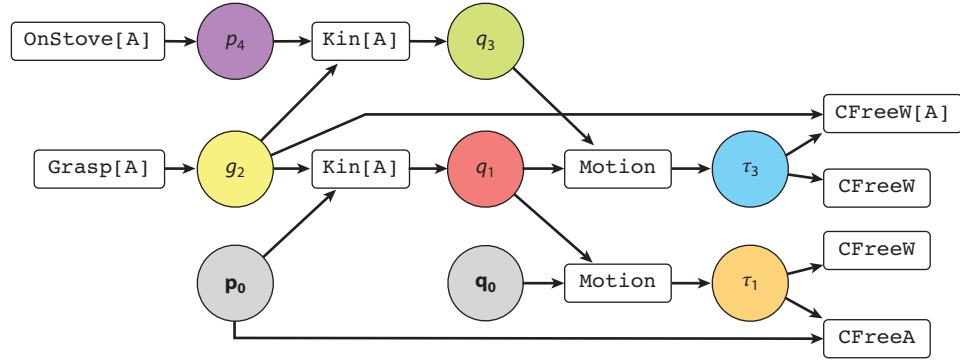 OnStove[A]
p4
Kin[A]
q3
CFreeW[A]
Grasp[A]
g2
Kin[A]
q1
Motion
τ3
CFreeW
CFreeW
p0
q0
Motion
τ1
CFreeA